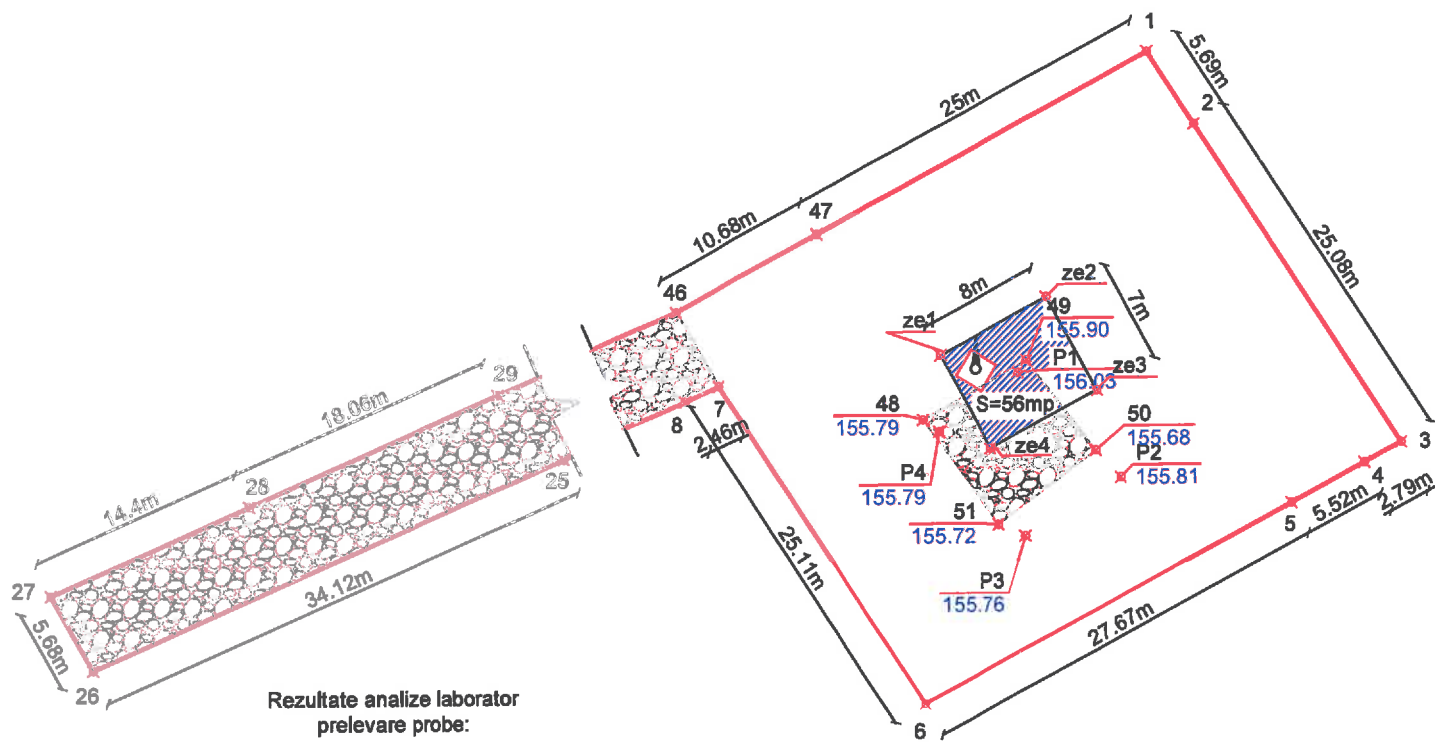 1
5.69m
2
25m
47
10.68m
46
25.08m
ze2
8m
7m
49
155.90
ze1
P1
156.03
ze3
S=56mp
29
18.06m
48
155.79
7
8
2.46m
50
155.68
3
ze4
P2
155.81
4
P4
155.79
25
28
14.4m
51
155.72
5.52m
2.79m
5
25.11m
34.12m
27
P3
155.76
5.68m
27.67m
26
Rezultate analize laborator
prelevare probe:
6